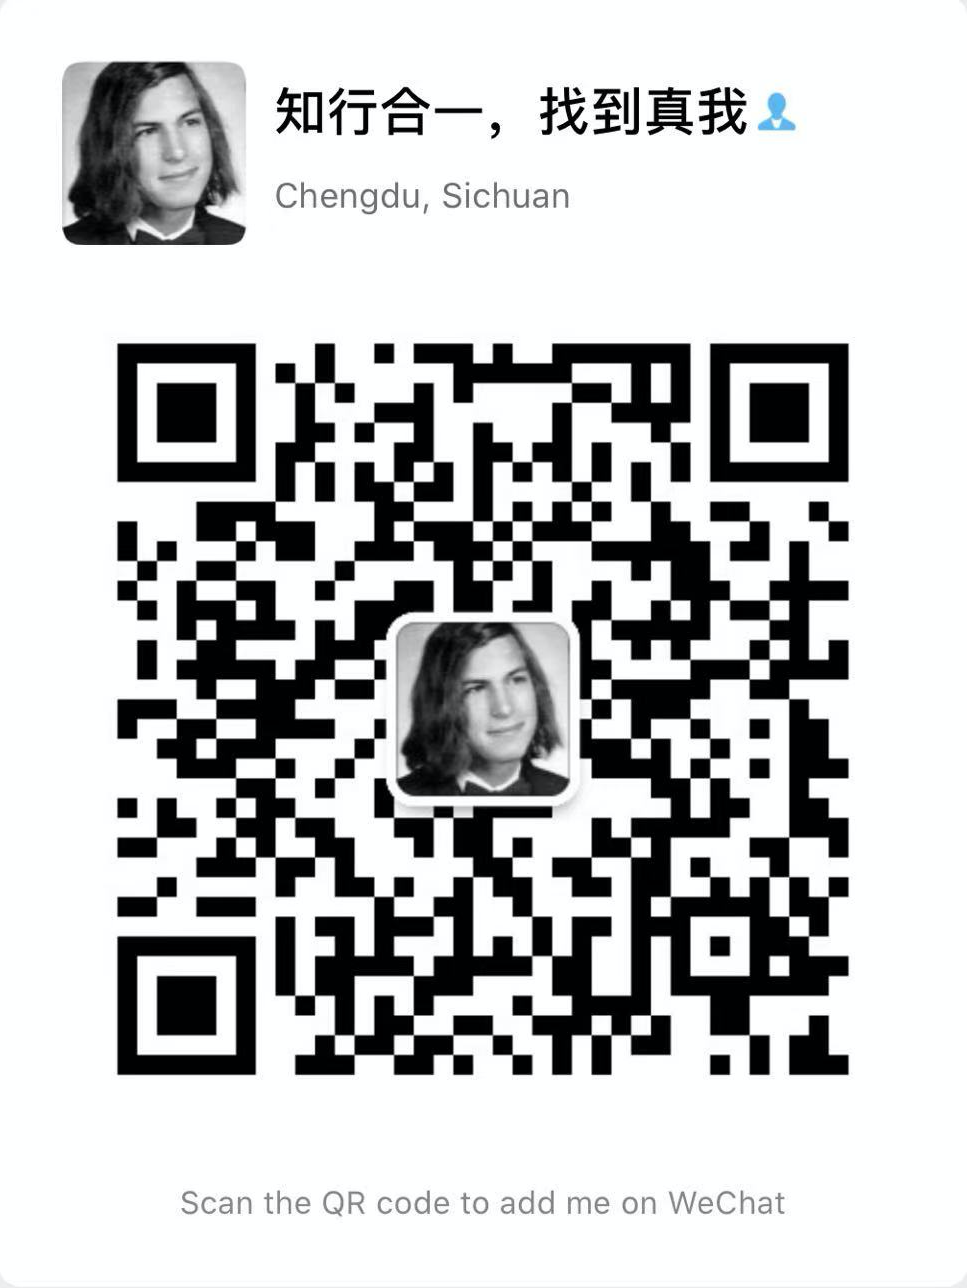 知行合一，找到真我
Chengdu, Sichuan
Scan the QR code to add me on WeChat